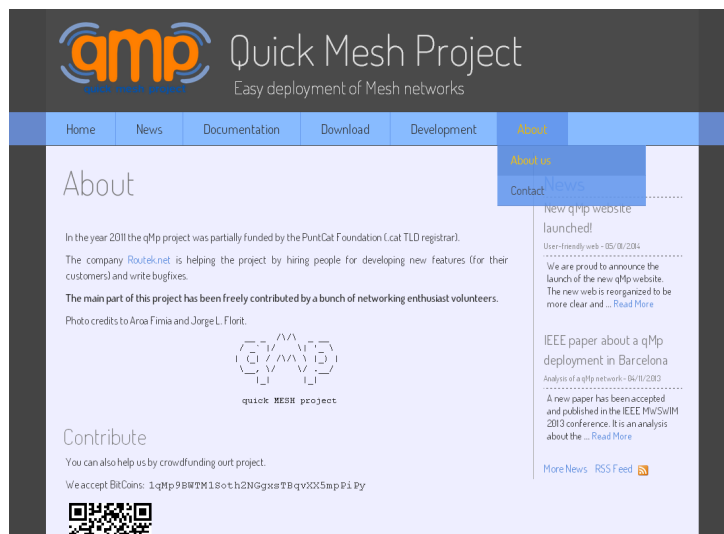 qmp
quick mesh project
Quick Mesh Project
Easy deployment of Mesh networks
Home
News
Documentation
Download
Development
About
About us
Contact
About
In the year 2011 the qMp project was partially funded by the PuntCat Foundation (.cat TLD registrar).
The company Routek.net is helping the project by hiring people for developing new features (for their
customers) and write bugfixes.
The main part of this project has been freely contributed by a bunch of networking enthusiast volunteers.
Photo credits to Aroa Fimia and Jorge L. Florit.
quick MESH project
Contribute
You can also help us by crowdfunding ourt project.
We accept BitCoins:
News
New qMp website
launched!
User-friendly web - 05/01/2014
We are proud to announce the
launch of the new qMp website.
The new web is reorganized to be
more clear and ... Read More
IEEE paper about a qMp
deployment in Barcelona
Analysis of a qMp network - 04/11/2013
A new paper has been accepted
and published in the IEEE MWSWIM
2013 conference. It is an analysis
about the ... Read More
More News RSS Feed